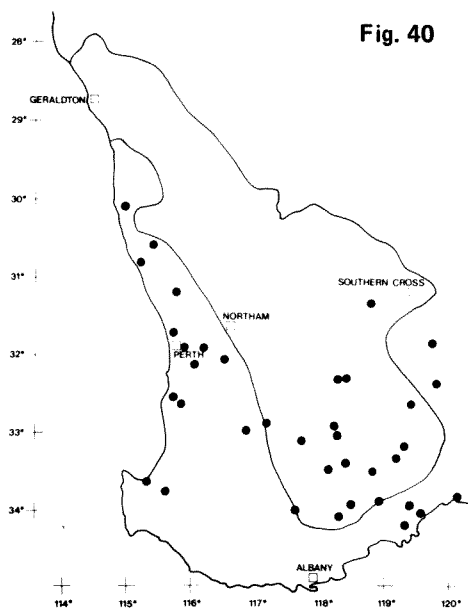 Fig. 40
28°
GERALDTON
29°
30°
31°
SOUTHERN CROSS
NORTHAM
32°
PERTH
33°
34°
ALBANY
114° 115° 116° 117° 118° 119° 120°